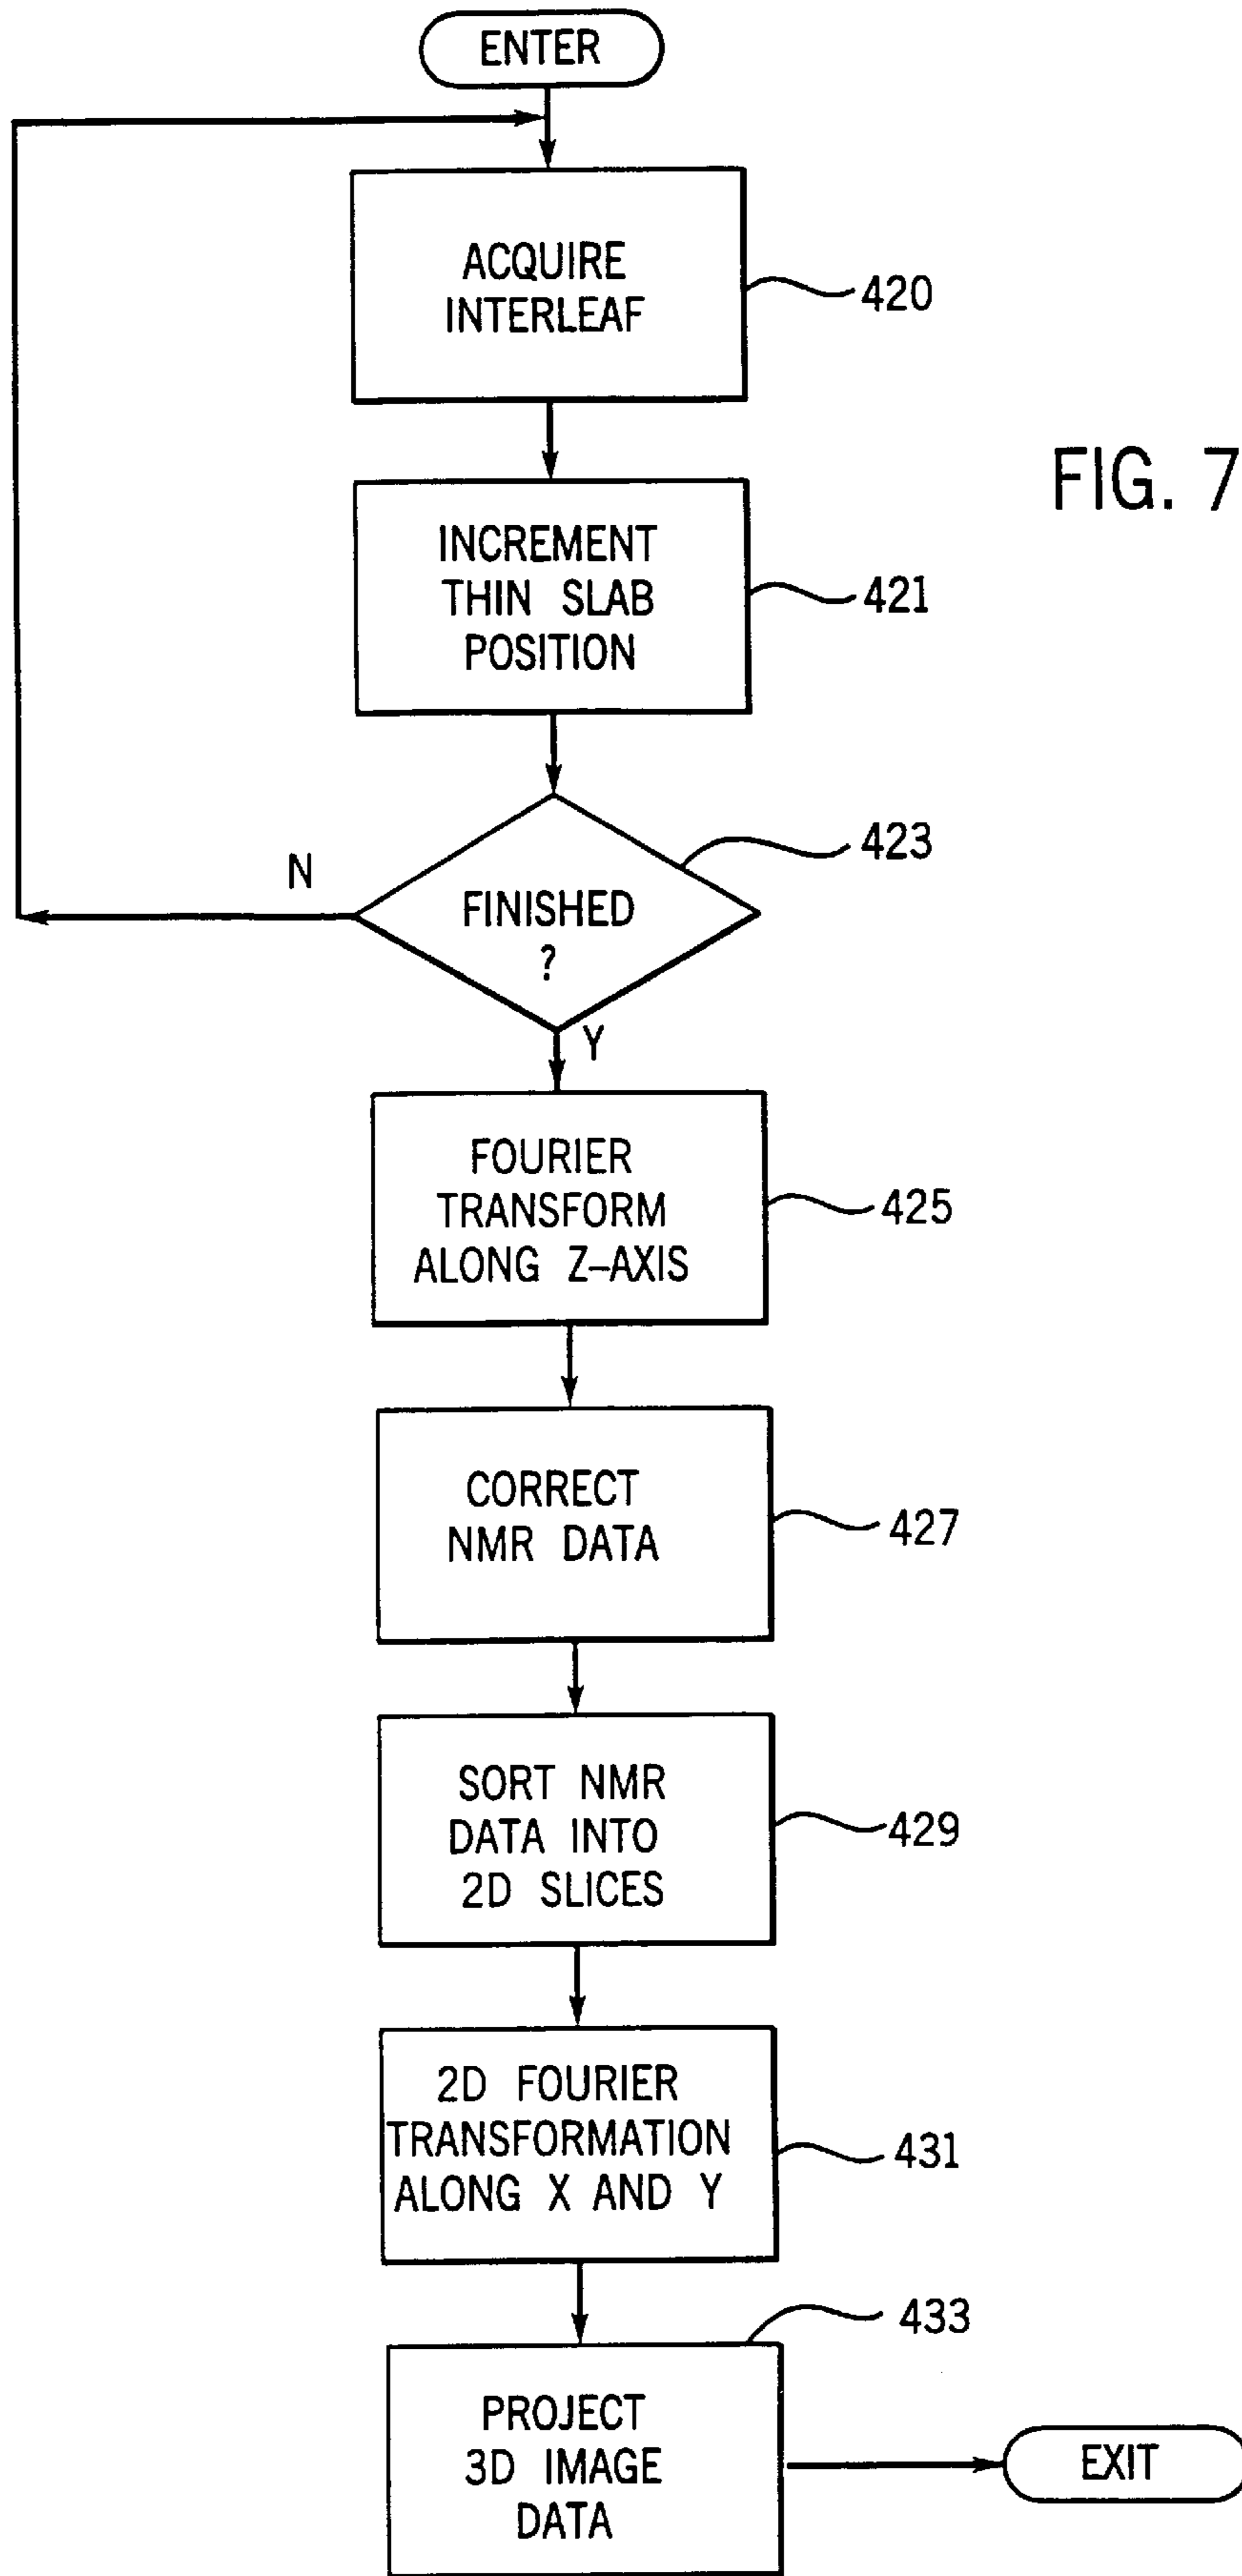 ENTER
ACQUIRE
INTERLEAF
420
FIG. 7
INCREMENT
THIN SLAB
POSITION
421
423
N
FINISHED
?
Y
FOURIER
TRANSFORM
ALONG Z–AXIS
425
CORRECT
NMR DATA
427
SORT NMR
DATA INTO
2D SLICES
429
2D FOURIER
TRANSFORMATION
ALONG X AND Y
431
433
PROJECT
3D IMAGE
DATA
EXIT